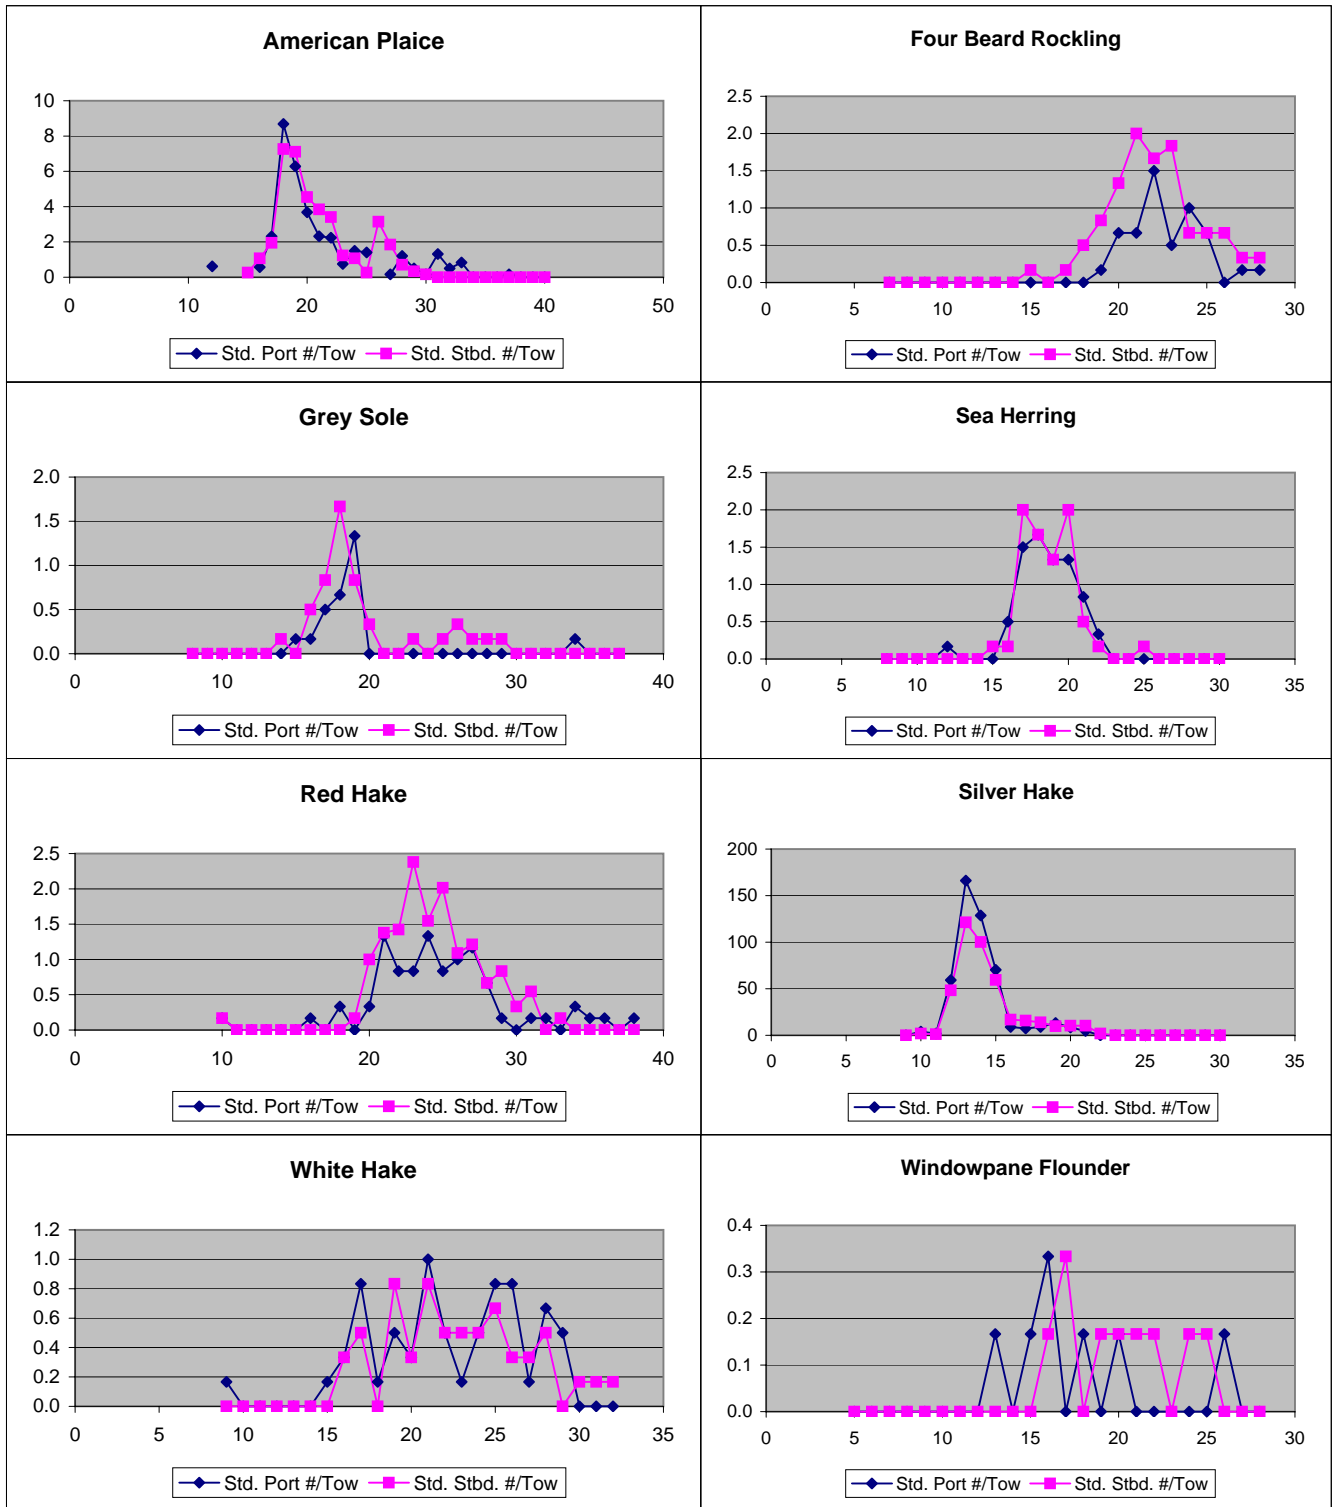 American Plaice
10
8
6
4
2
0
0 10 20 30 40 50
Std. Port #/Tow Std. Stbd. #/Tow
Four Beard Rockling
2.5
2.0
1.5
1.0
0.5
0.0
0 5 10 15 20 25 30
Std. Port #/Tow Std. Stbd. #/Tow
Grey Sole
2.0
1.5
1.0
0.5
0.0
0 10 20 30 40
Std. Port #/Tow Std. Stbd. #/Tow
Sea Herring
2.5
2.0
1.5
1.0
0.5
0.0
0 5 10 15 20 25 30 35
Std. Port #/Tow Std. Stbd. #/Tow
Red Hake
2.5
2.0
1.5
1.0
0.5
0.0
0 10 20 30 40
Std. Port #/Tow Std. Stbd. #/Tow
Silver Hake
200
150
100
50
0
0 5 10 15 20 25 30 35
Std. Port #/Tow Std. Stbd. #/Tow
White Hake
1.2
1.0
0.8
0.6
0.4
0.2
0.0
0 5 10 15 20 25 30 35
Std. Port #/Tow Std. Stbd. #/Tow
Windowpane Flounder
0.4
0.3
0.2
0.1
0.0
0 5 10 15 20 25 30
Std. Port #/Tow Std. Stbd. #/Tow